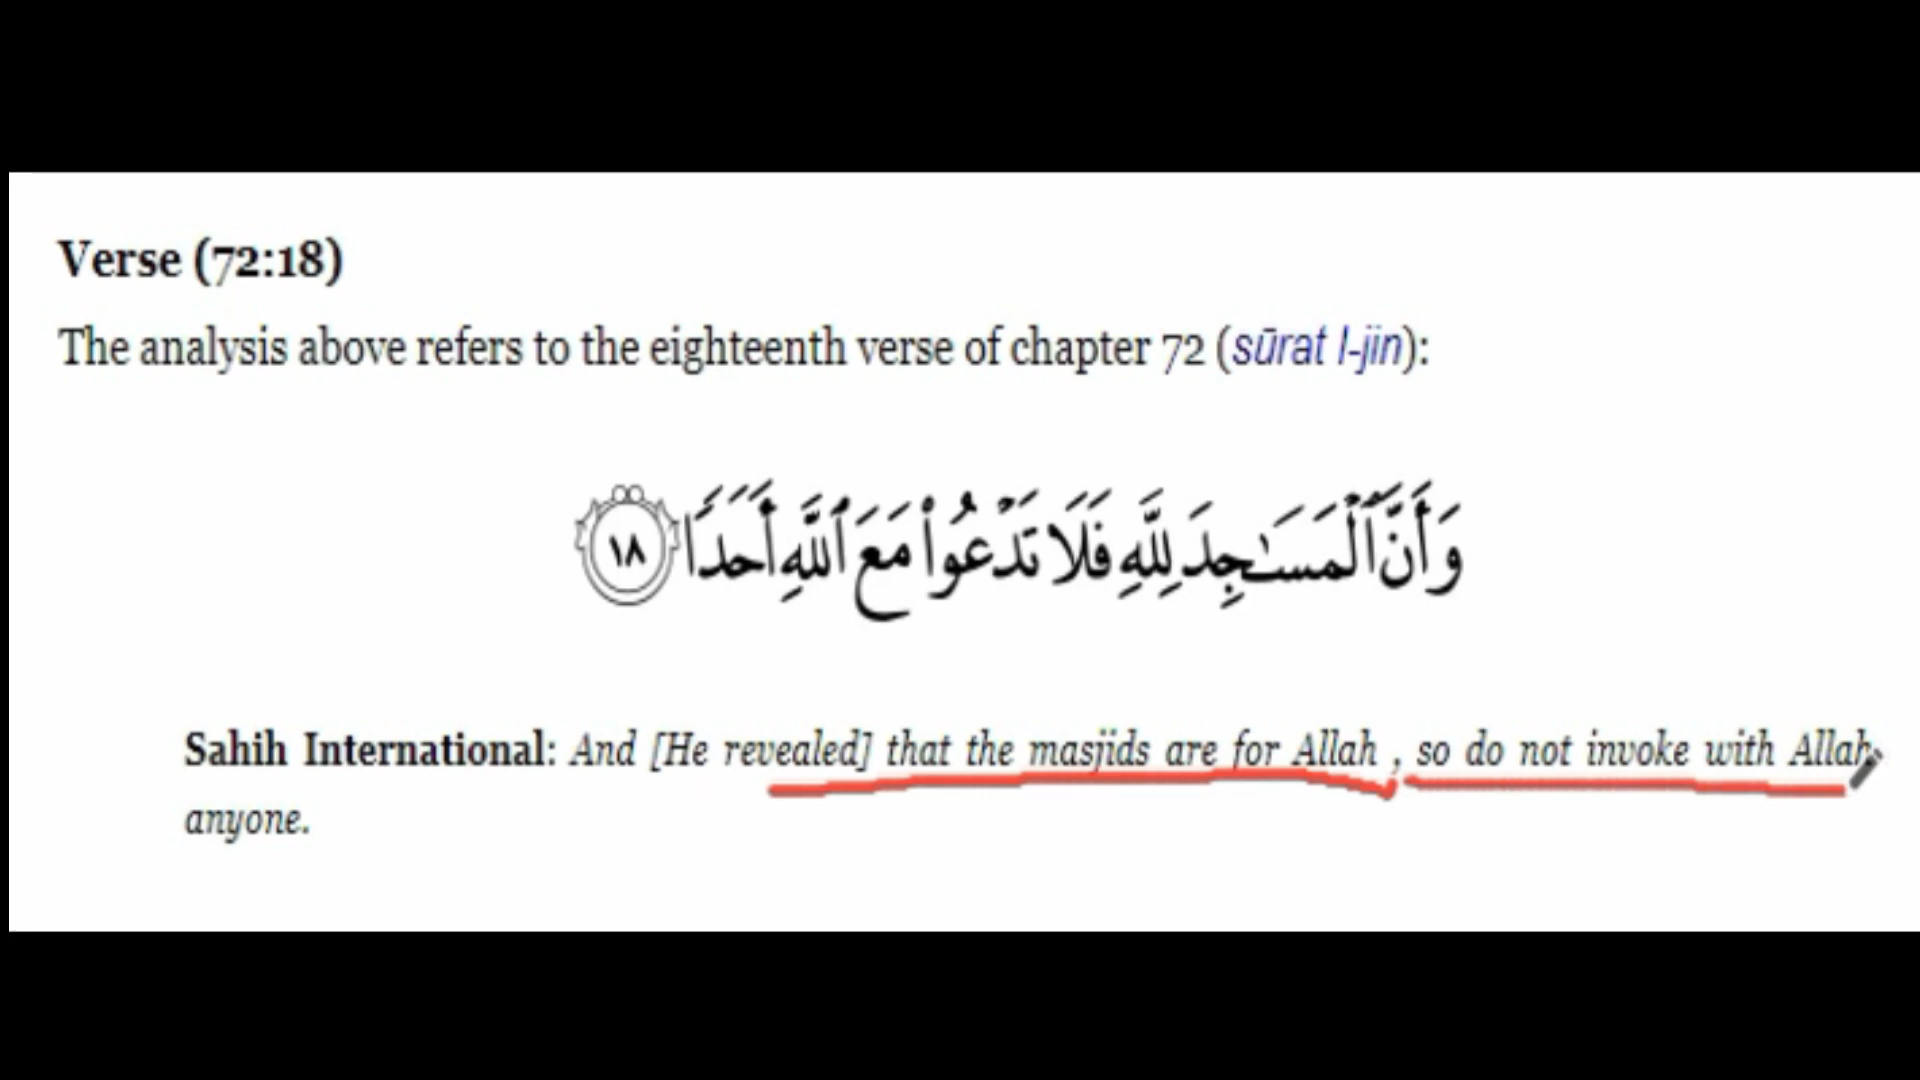 Verse (72:18)
The analysis above refers to the eighteenth verse of chapter 72 (sūrat l-jin):
وَأَنَّ ٱلْمَسَـٰجِدَ لِلَّهِ فَلَا تَدْعُوا۟ مَعَ ٱللَّهِ أَحَدًا ١٨
Sahih International: And [He revealed] that the masjids are for Allah , so do not invoke with Allah
anyone.